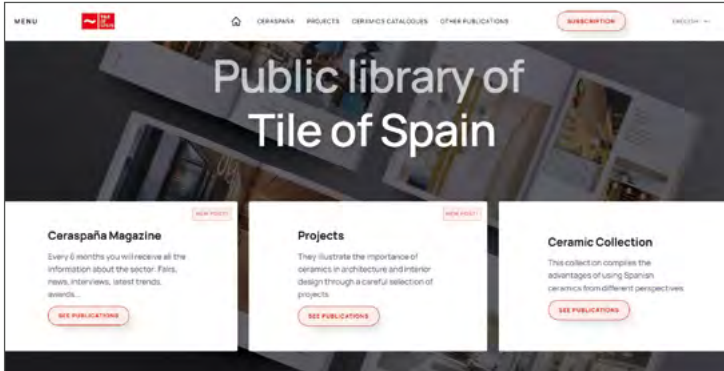 MENU
TILE OF SPAIN
CERASPAÑA PROJECTS CERAMICS CATALOGUES OTHER PUBLICATIONS
SUBSCRIPTION
ENGLISH
Public library of
Tile of Spain
NEW POST!
Ceraspaña Magazine
Every 6 months you will receive all the
information about the sector. Fairs,
news, interviews, latest trends,
awards...
SEE PUBLICATIONS
NEW POST!
Projects
They illustrate the importance of
ceramics in architecture and interior
design through a careful selection of
projects
SEE PUBLICATIONS
Ceramic Collection
This collection compiles the
advantages of using Spanish
ceramics from different perspectives
SEE PUBLICATIONS